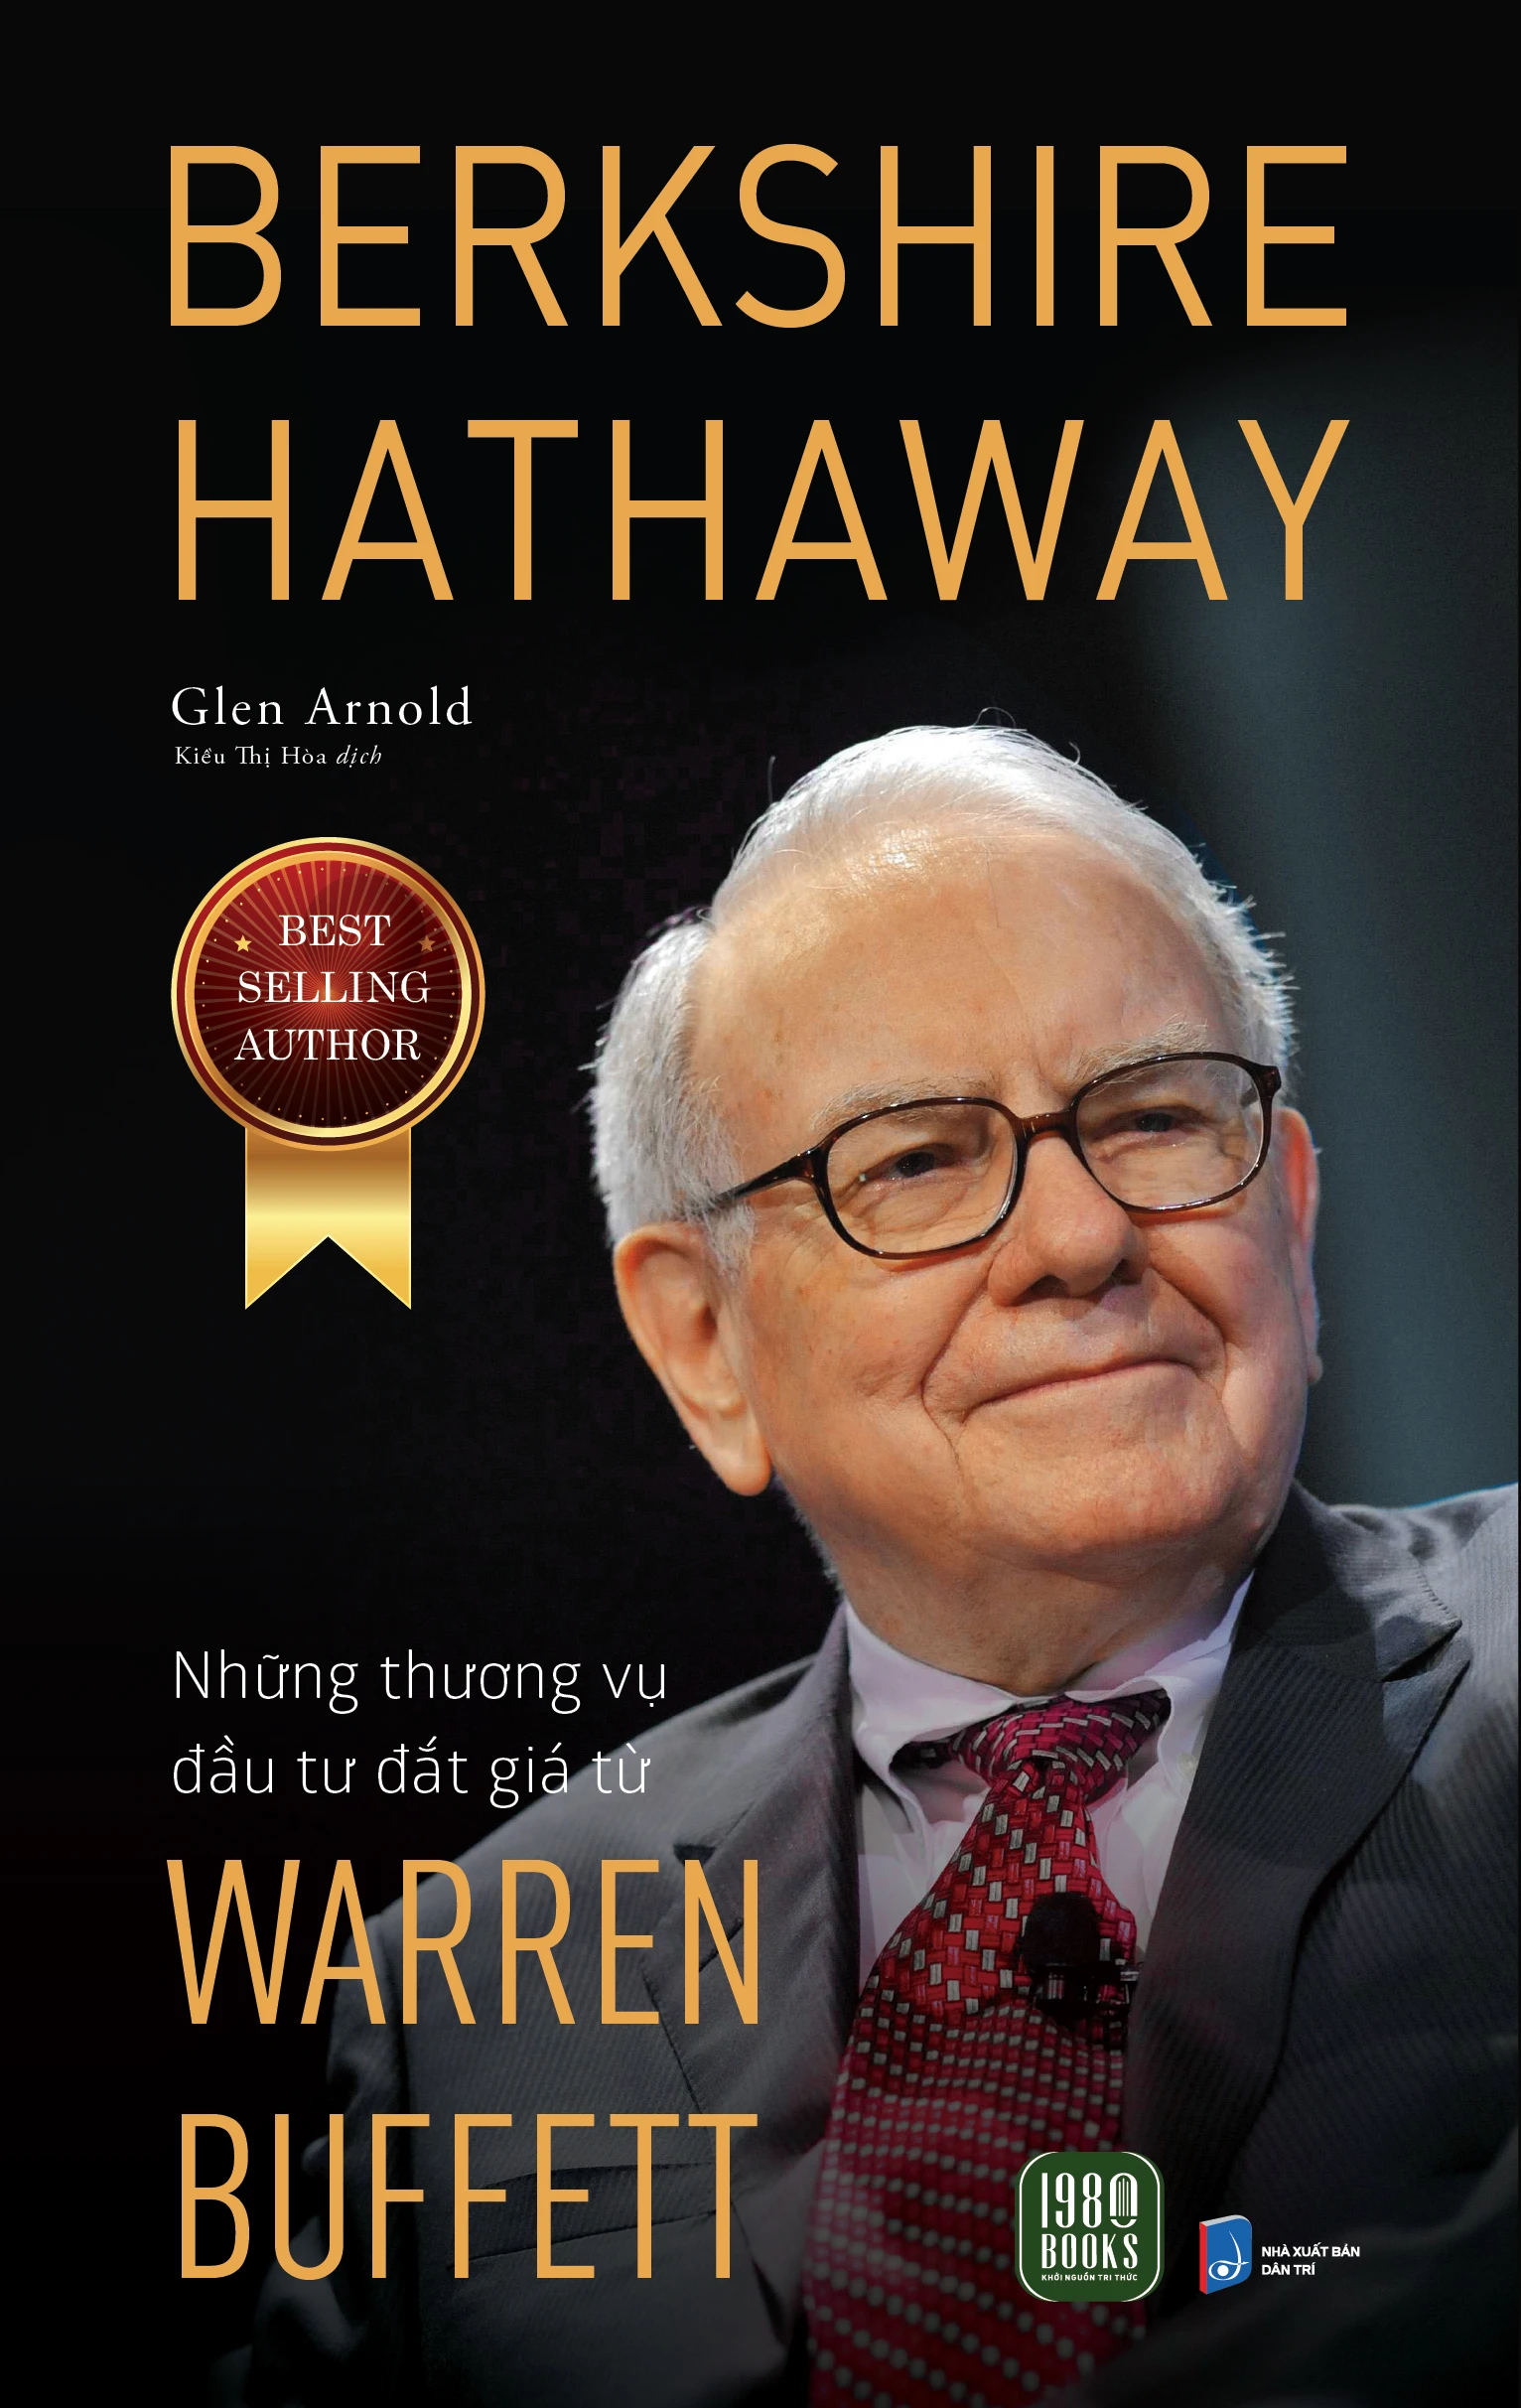 BERKSHIRE
HATHAWAY
Glen Arnold
Kiều Thị Hòa dịch
BEST
SELLING
AUTHOR
Những thương vụ
đầu tư đắt giá từ
WARREN
BUFFETT
1980
BOOKS
KHƠI NGUỒN TRI THỨC
NHÀ XUẤT BẢN
DÂN TRÍ